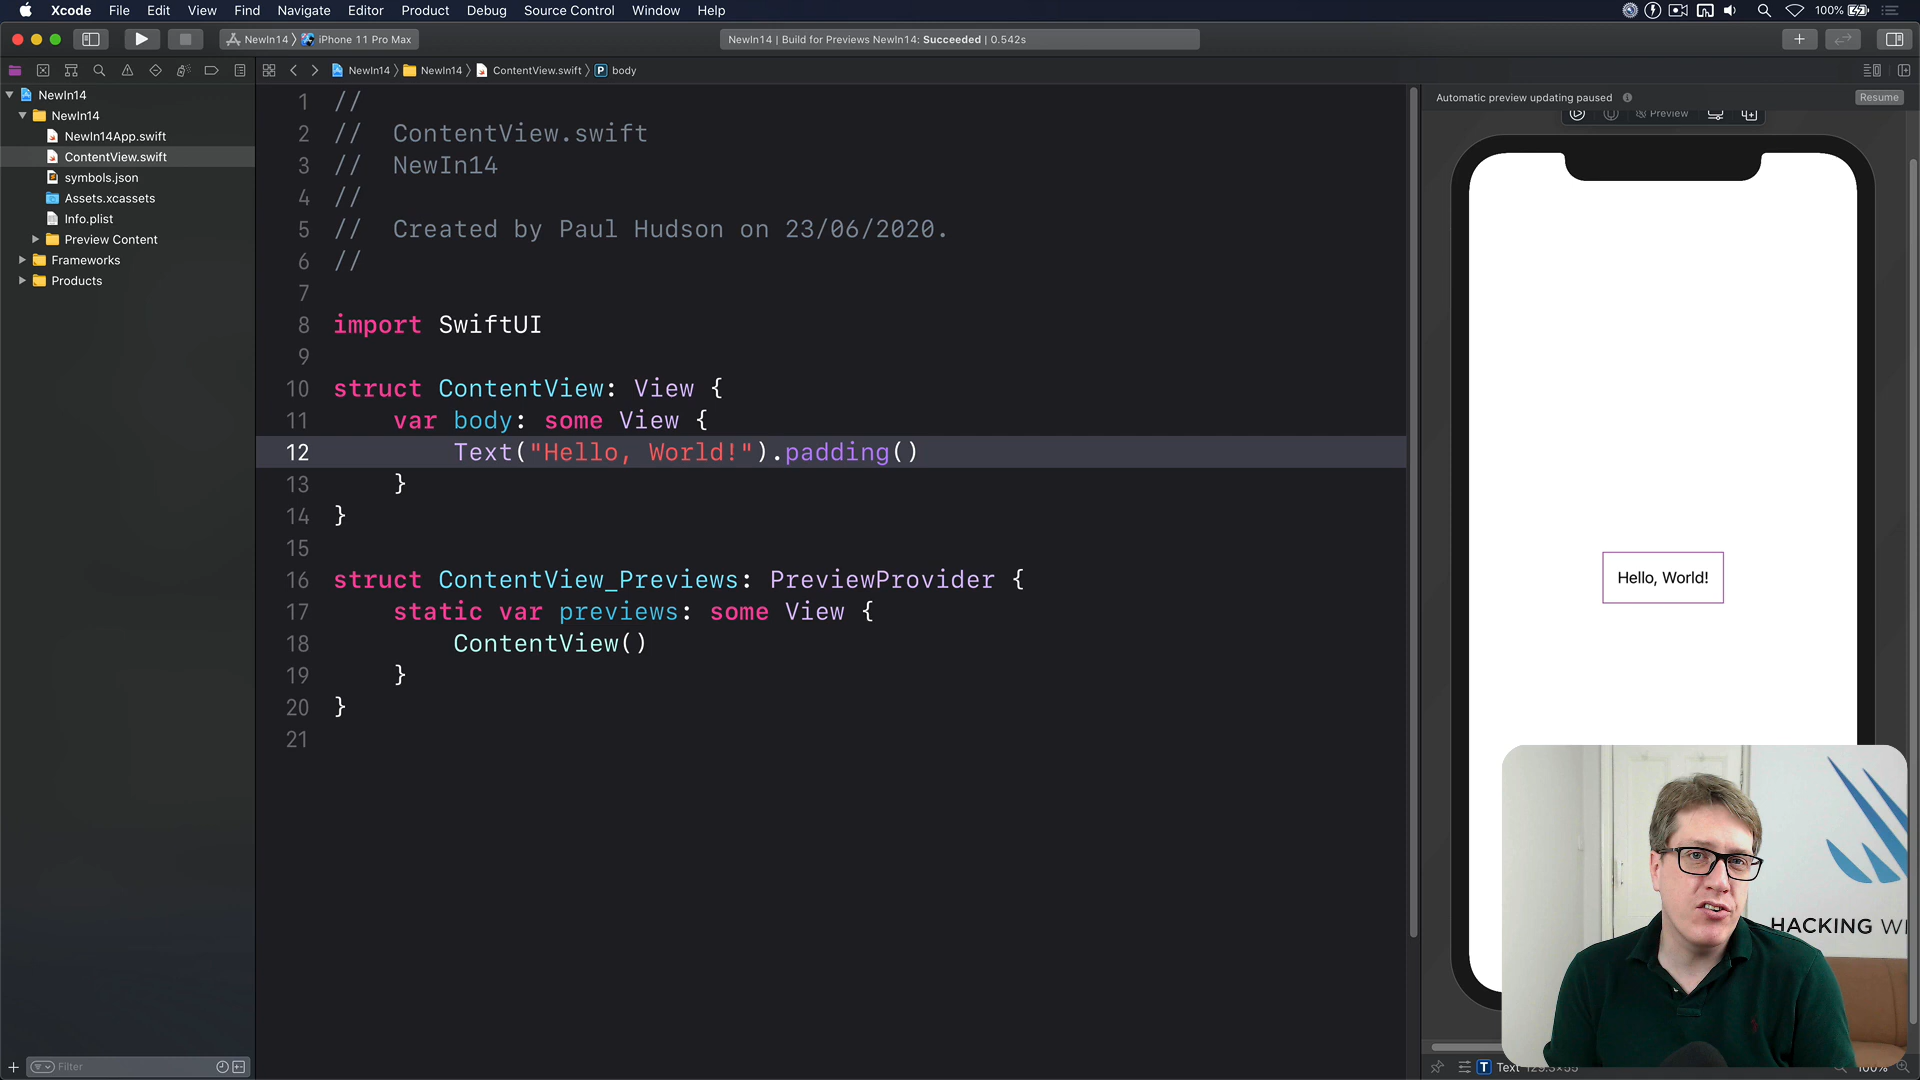 Xcode File Edit View Find Navigate Editor Product Debug Source Control Window Help 100%
NewIn14 iPhone 11 Pro Max
NewIn14 | Build for Previews NewIn14: Succeeded | 0.542s
NewIn14 NewIn14 ContentView.swift P body
NewIn14
NewIn14
NewIn14App.swift
ContentView.swift
symbols.json
Assets.xcassets
Info.plist
Preview Content
Frameworks
Products
Filter
1 //
2 //  ContentView.swift
3 //  NewIn14
4 //
5 //  Created by Paul Hudson on 23/06/2020.
6 //
7
8 import SwiftUI
9
10 struct ContentView: View {
11     var body: some View {
12         Text("Hello, World!").padding()
13     }
14 }
15
16 struct ContentView_Previews: PreviewProvider {
17     static var previews: some View {
18         ContentView()
19     }
20 }
21
Automatic preview updating paused Resume
Preview
Hello, World!
HACKING WI
T Text 129.3×55 100%